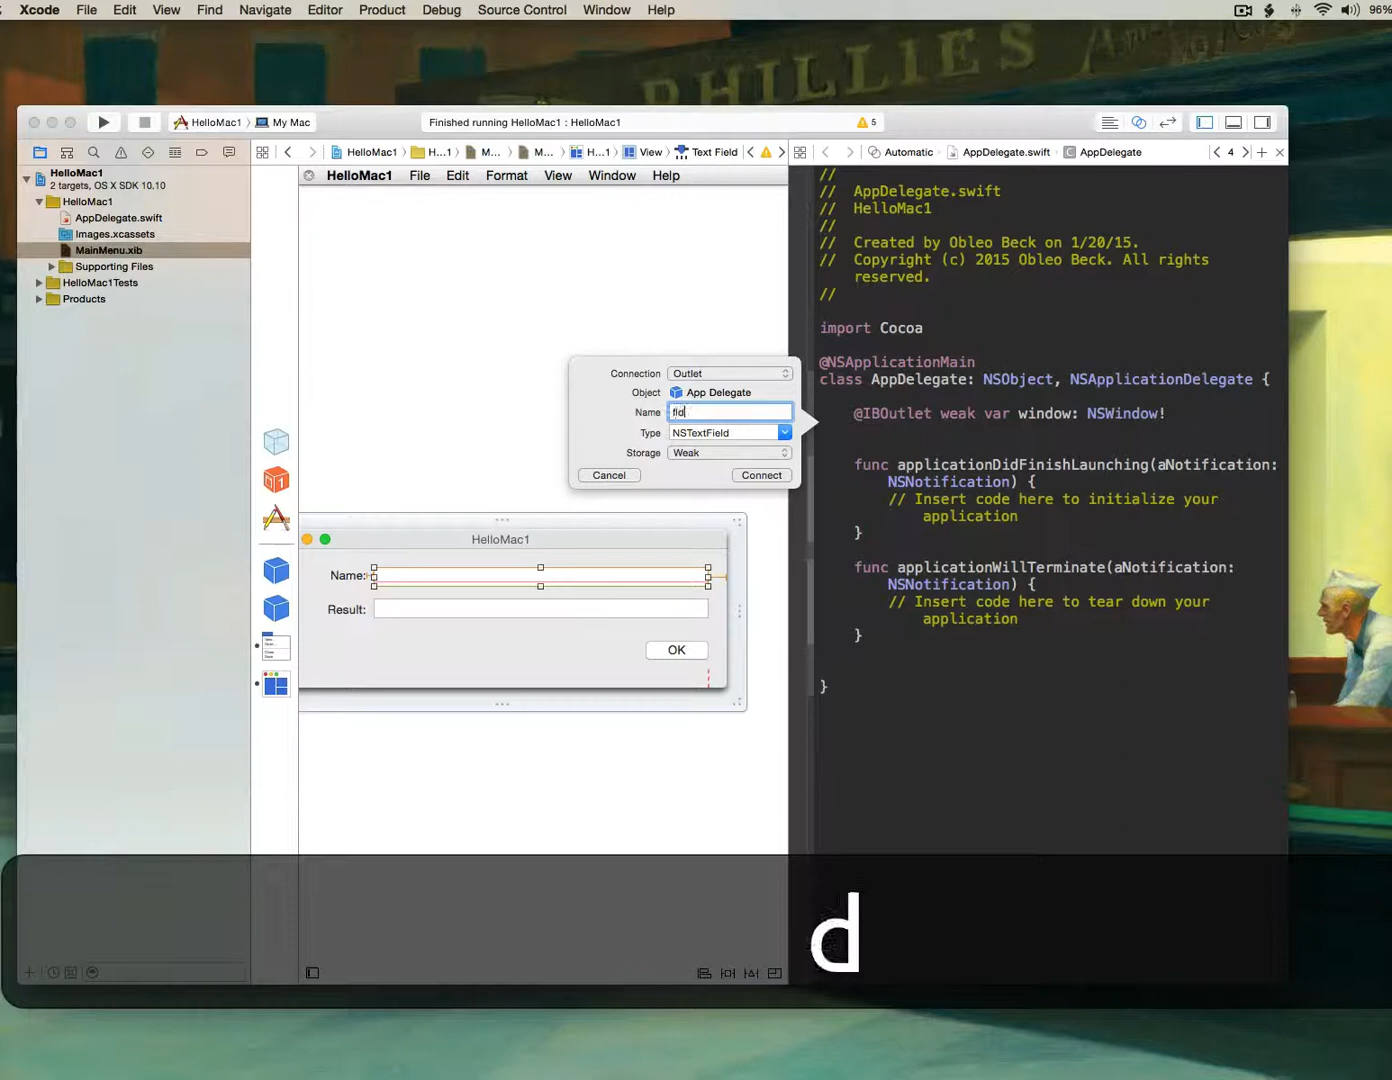 Xcode File Edit View Find Navigate Editor Product Debug Source Control Window Help 96%
PHILLIES
HelloMac1 My Mac Finished running HelloMac1 : HelloMac1 5
HelloMac1 H...1 M... M... H...1 View Text Field Automatic AppDelegate.swift AppDelegate 4
HelloMac1
2 targets, OS X SDK 10.10
HelloMac1
AppDelegate.swift
Images.xcassets
MainMenu.xib
Supporting Files
HelloMac1Tests
Products
HelloMac1 File Edit Format View Window Help
Connection Outlet
Object App Delegate
Name fld
Type NSTextField
Storage Weak
Cancel Connect
HelloMac1
Name:
Result:
OK
//
// AppDelegate.swift
// HelloMac1
//
// Created by Obleo Beck on 1/20/15.
// Copyright (c) 2015 Obleo Beck. All rights
reserved.
//
import Cocoa
@NSApplicationMain
class AppDelegate: NSObject, NSApplicationDelegate {
@IBOutlet weak var window: NSWindow!
func applicationDidFinishLaunching(aNotification:
NSNotification) {
// Insert code here to initialize your
application
}
func applicationWillTerminate(aNotification:
NSNotification) {
// Insert code here to tear down your
application
}
}
d